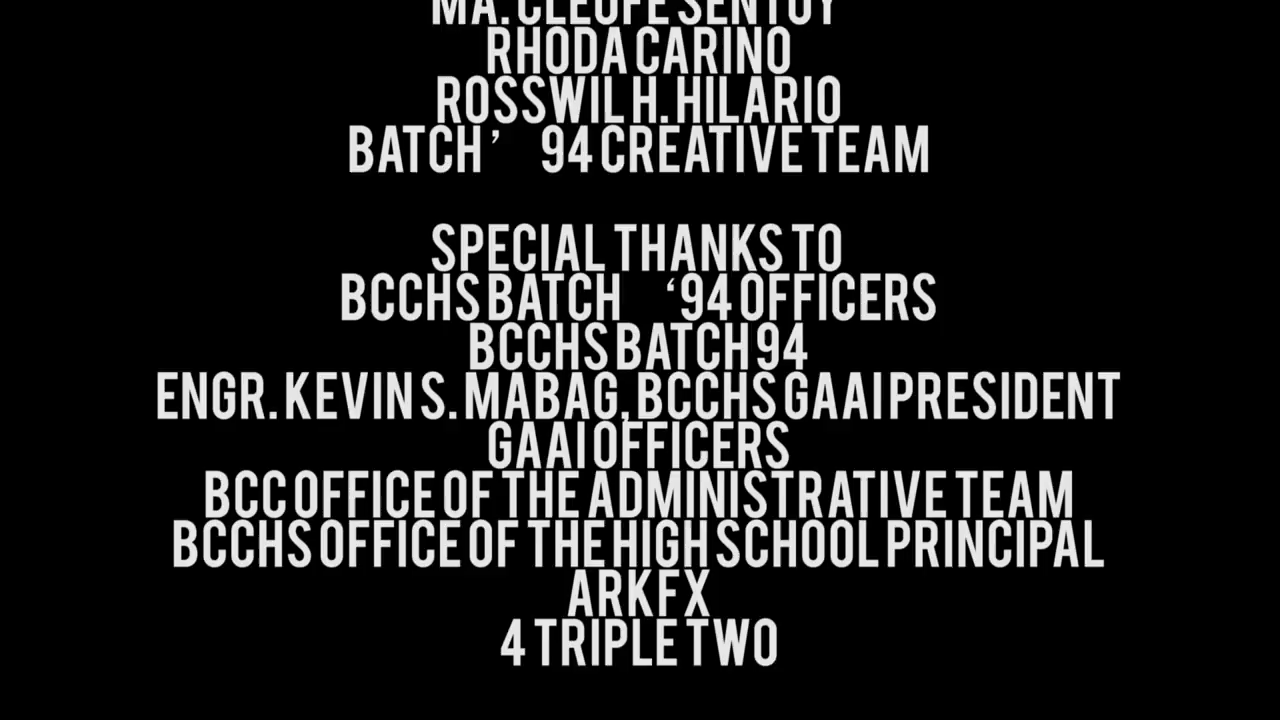 MA. CLEOFE SENTOY
RHODA CARINO
ROSSWIL H. HILARIO
BATCH ’ 94 CREATIVE TEAM
SPECIAL THANKS TO
BCCHS BATCH ‘94 OFFICERS
BCCHS BATCH 94
ENGR. KEVIN S. MABAG, BCCHS GAAI PRESIDENT
GAAI OFFICERS
BCC OFFICE OF THE ADMINISTRATIVE TEAM
BCCHS OFFICE OF THE HIGH SCHOOL PRINCIPAL
ARKFX
4 TRIPLE TWO